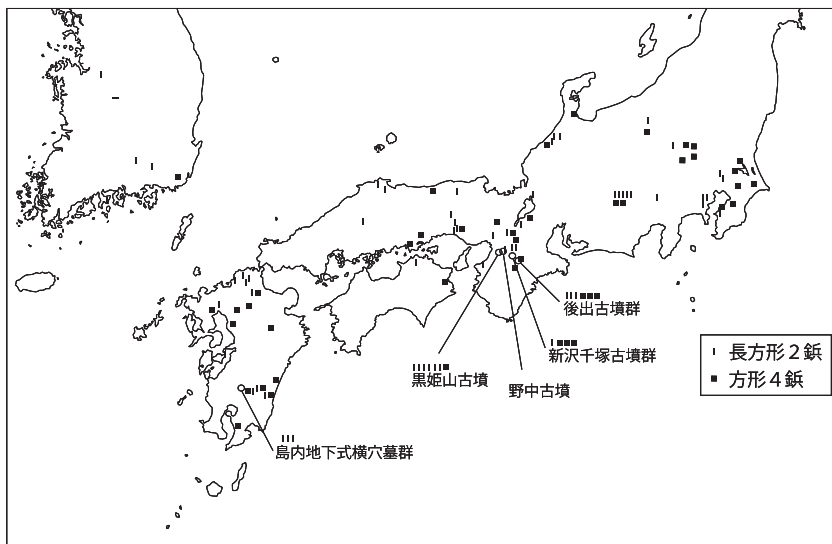 後出古墳群
新沢千塚古墳群
黒姫山古墳
野中古墳
島内地下式横穴墓群
長方形2鋲
方形4鋲